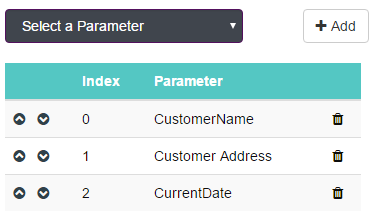 Select a Parameter
Add
Index Parameter
0 CustomerName
1 Customer Address
2 CurrentDate